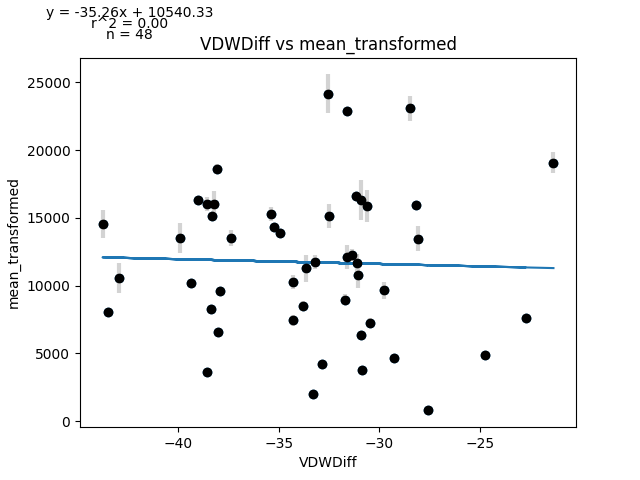 y = -35.26x + 10540.33
r^2 = 0.00
n = 48
VDWDiff vs mean_transformed
25000
20000
15000
10000
5000
0
mean_transformed
−40
−35
−30
−25
VDWDiff